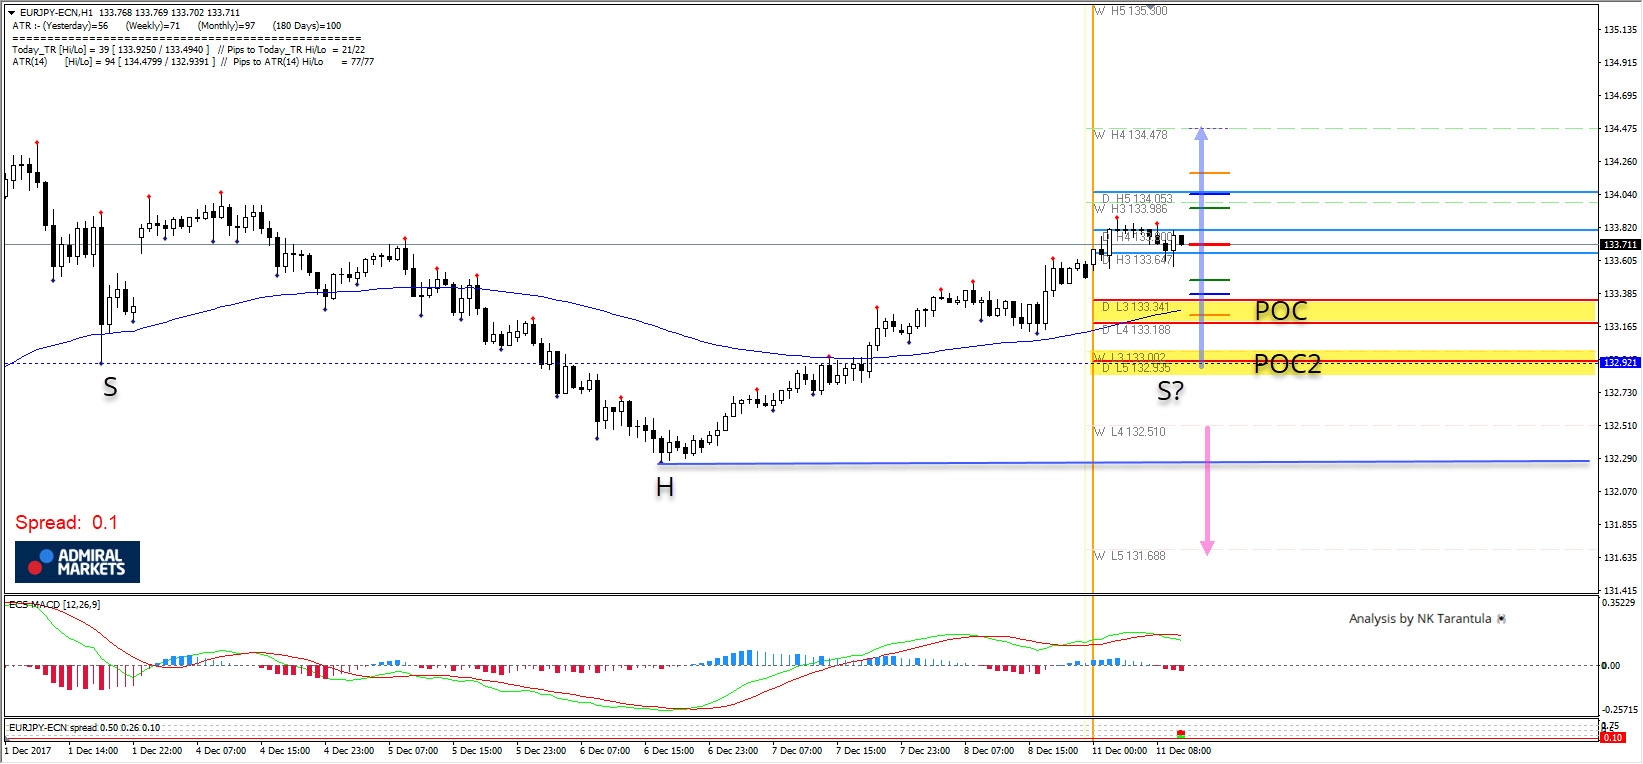 EURJPY-ECN,H1 133.768 133.769 133.702 133.711
ATR :- (Yesterday)=56 (Weekly)=71 (Monthly)=97 (180 Days)=100
Today_TR [Hi/Lo] = 39 [ 133.9250 / 133.4940 ] // Pips to Today_TR Hi/Lo = 21/22
ATR(14) [Hi/Lo] = 94 [ 134.4799 / 132.9391 ] // Pips to ATR(14) Hi/Lo = 77/77
W H5 135.300
W H4 134.478
D H5 134.053
W H3 133.986
D H3 133.647
D L3 133.341
D L4 133.188
W L3 133.002
D L5 132.935
W L4 132.510
W L5 131.688
POC
POC2
S
H
S?
135.135
134.915
134.695
134.475
134.260
134.040
133.820
133.711
133.605
133.385
133.165
132.921
132.730
132.510
132.290
132.070
131.855
131.635
131.415
Spread: 0.1
ADMIRAL
MARKETS
ECS MACD [12,26,9]
Analysis by NK Tarantula
0.35229
0.00
-0.25715
EURJPY-ECN spread 0.50 0.26 0.10
0.10
1 Dec 2017
1 Dec 14:00
1 Dec 22:00
4 Dec 07:00
4 Dec 15:00
4 Dec 23:00
5 Dec 07:00
5 Dec 15:00
5 Dec 23:00
6 Dec 07:00
6 Dec 15:00
6 Dec 23:00
7 Dec 07:00
7 Dec 15:00
7 Dec 23:00
8 Dec 07:00
8 Dec 15:00
11 Dec 00:00
11 Dec 08:00